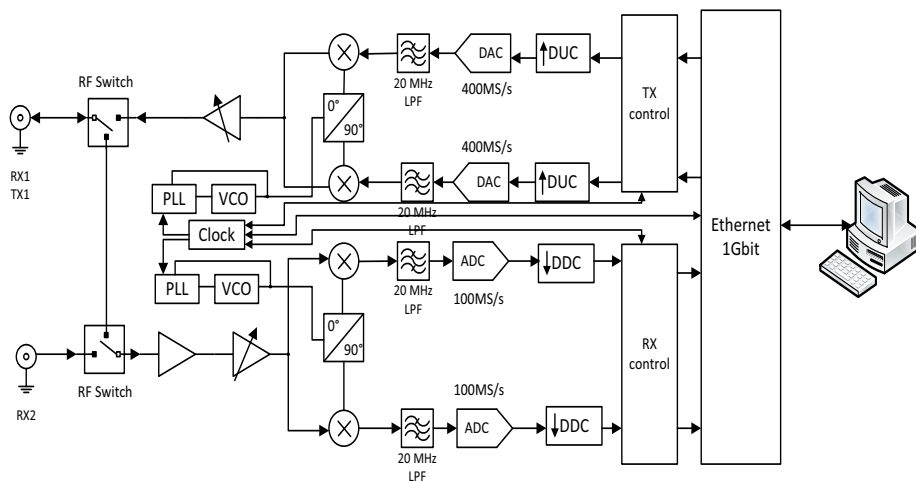 RF Switch
RX1
TX1
0°
90°
20 MHz
LPF
DAC
400MS/s
DUC
TX
control
400MS/s
20 MHz
LPF
DAC
DUC
PLL
VCO
Clock
PLL
VCO
Ethernet
1Gbit
0°
90°
20 MHz
LPF
ADC
100MS/s
DDC
RX
control
RX2
RF Switch
100MS/s
20 MHz
LPF
ADC
DDC